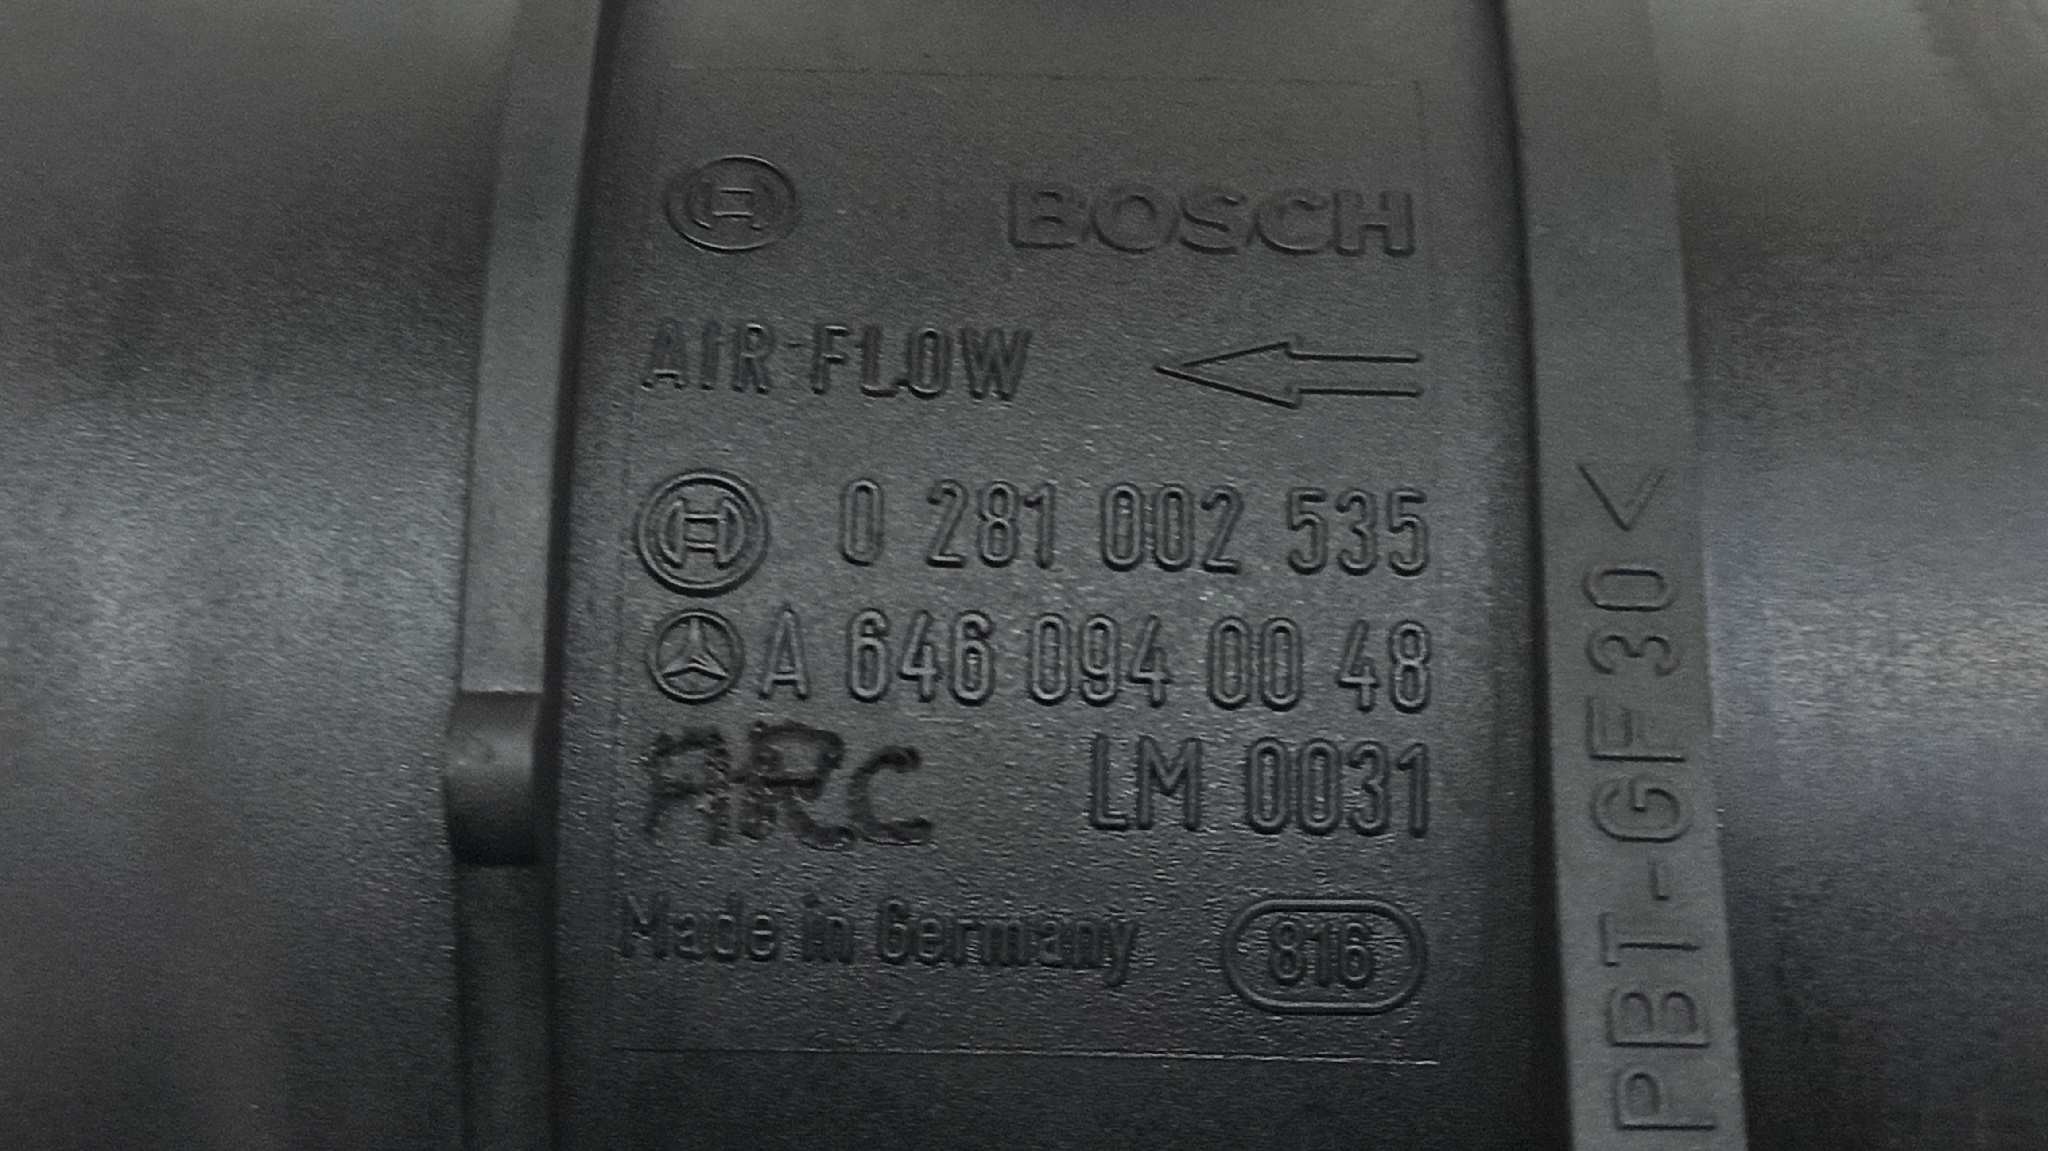 BOSCH
AIR FLOW
0 281 002 535
A 646 094 00 48
ARC LM 0031
Made in Germany 816
PBT-GF30<